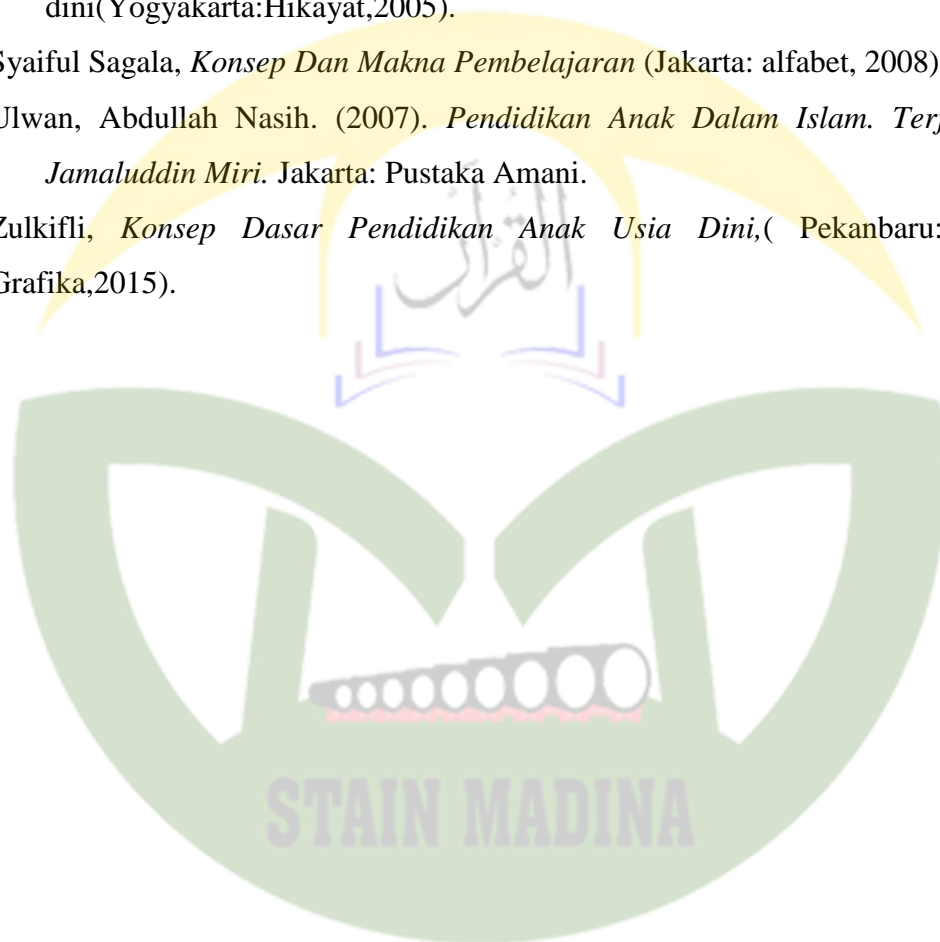 dini(Yogyakarta:Hikayat,2005).
Syaiful Sagala, Konsep Dan Makna Pembelajaran (Jakarta: alfabet, 2008)
Ulwan, Abdullah Nasih. (2007). Pendidikan Anak Dalam Islam.
Jamaluddin Miri. Jakarta: Pustaka Amani.
Zulkifli, Konsep Dasar Pendidikan Anak Usia Dini,( Pekanbaru:
Grafika,2015).
القرآن
STAIN MADINA